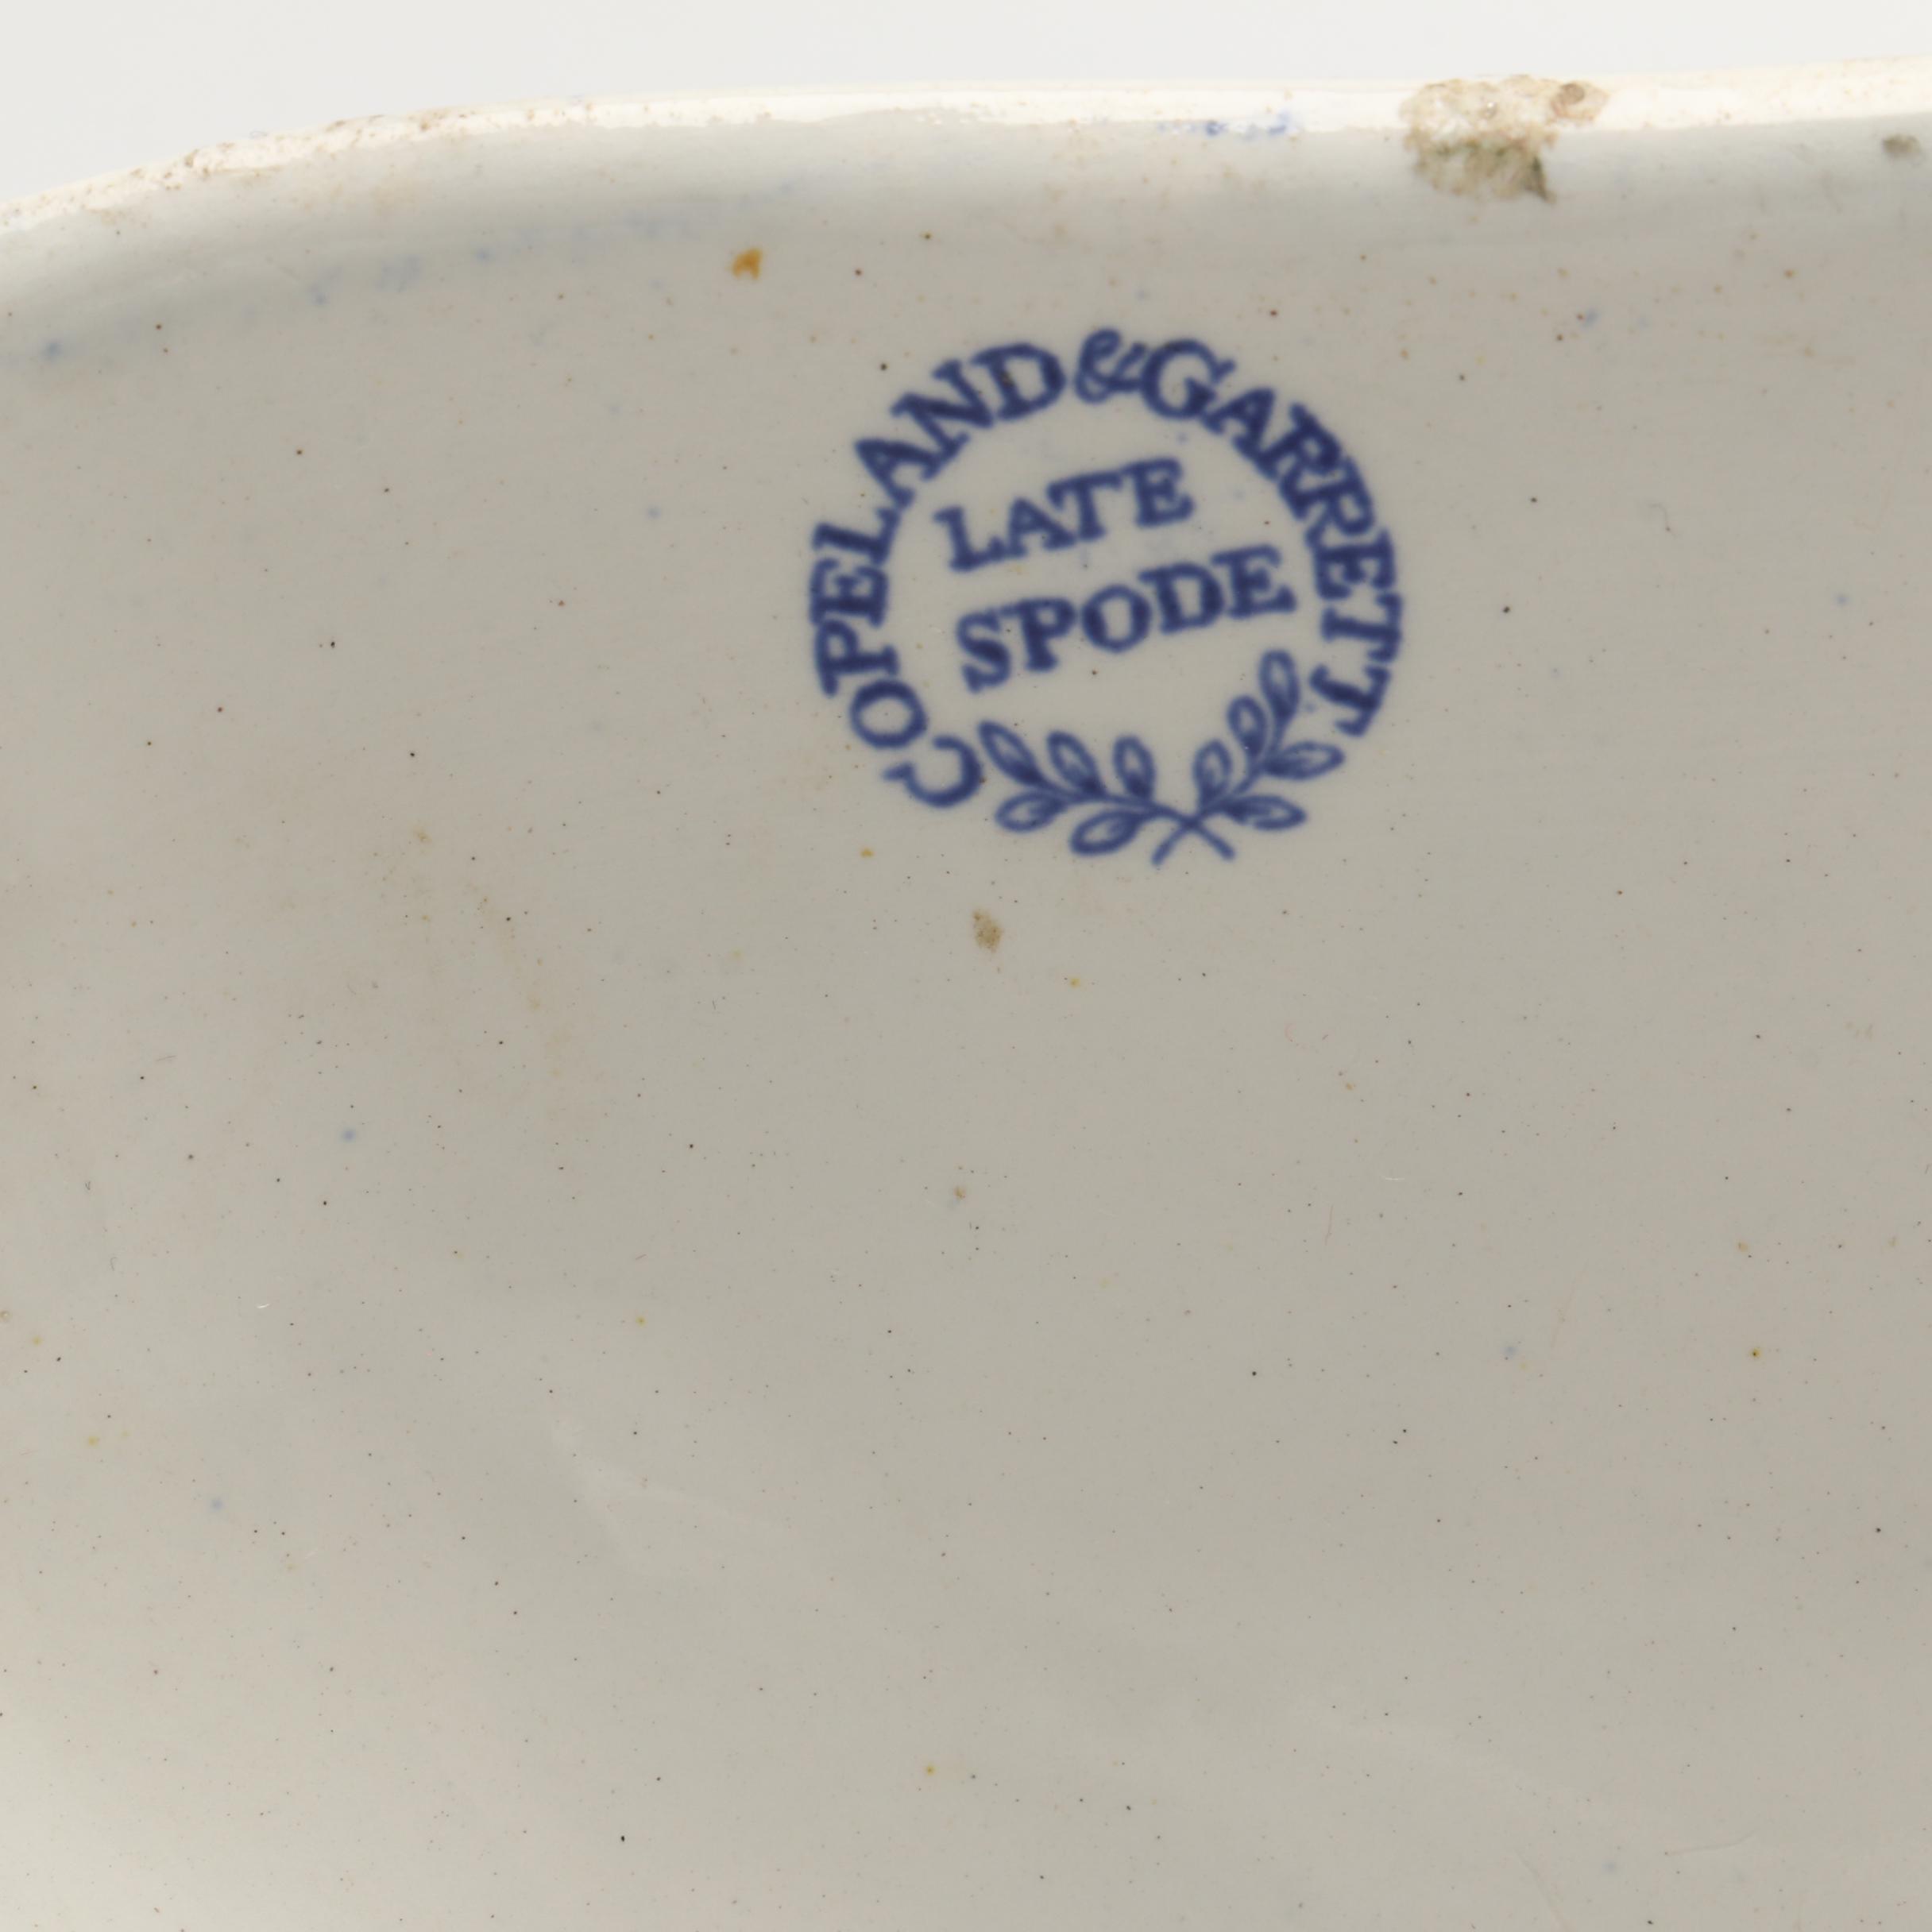 COPELAND & GARRETT
LATE
SPODE